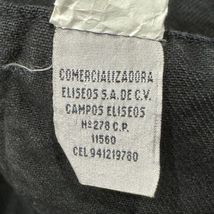 COMERCIALIZADORA
ELISEOS S.A. DE C.V.
CAMPOS ELISEOS
Nº 278 C.P.
11560
CEL 941219780